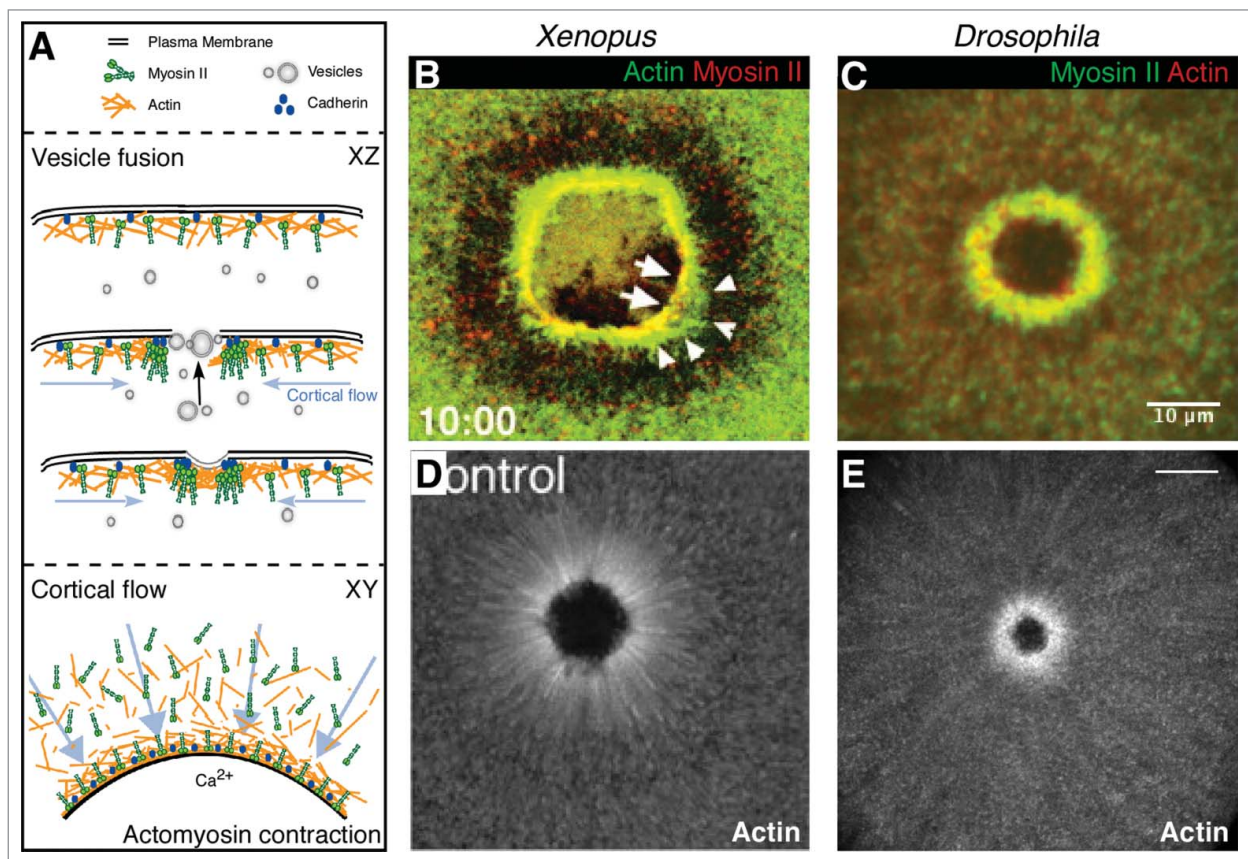 A
Plasma Membrane
Myosin II
Vesicles
Actin
Cadherin
Vesicle fusion
XZ
Cortical flow
Cortical flow
XY
Ca²⁺
Actomyosin contraction
Xenopus
Drosophila
B
Actin Myosin II
10:00
C
Myosin II Actin
10 µm
D
ontrol
Actin
E
Actin